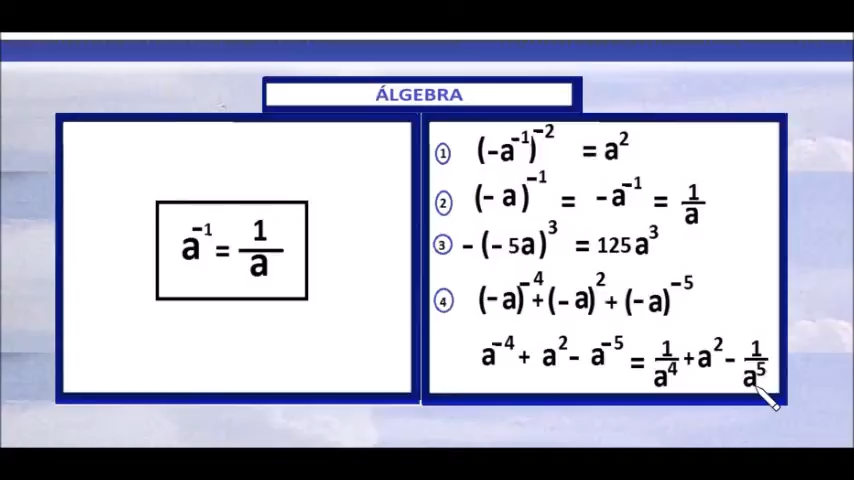 ÁLGEBRA
a⁻¹ = 1/a
① (-a⁻¹)⁻² = a²
② (- a)⁻¹ = -a⁻¹ = 1/a
③ - (- 5a)³ = 125a³
④ (-a)⁻⁴ + (- a)² + (-a)⁻⁵
a⁻⁴ + a² - a⁻⁵ = 1/a⁴ + a² - 1/a⁵